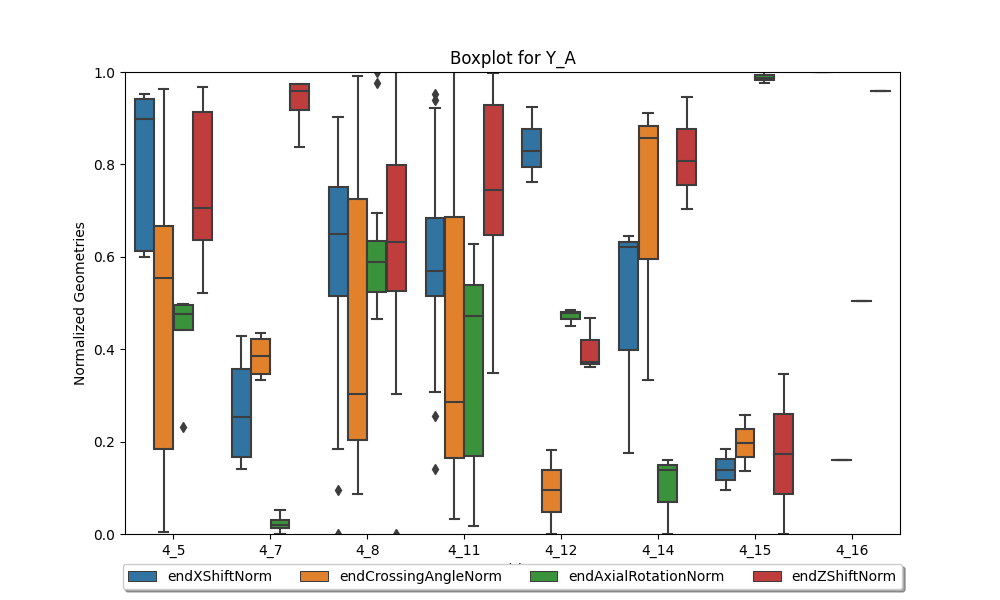 Boxplot for Y_A
Normalized Geometries
1.0
0.8
0.6
0.4
0.2
0.0
4_5 4_7 4_8 4_11 4_12 4_14 4_15 4_16
endXShiftNorm endCrossingAngleNorm endAxialRotationNorm endZShiftNorm